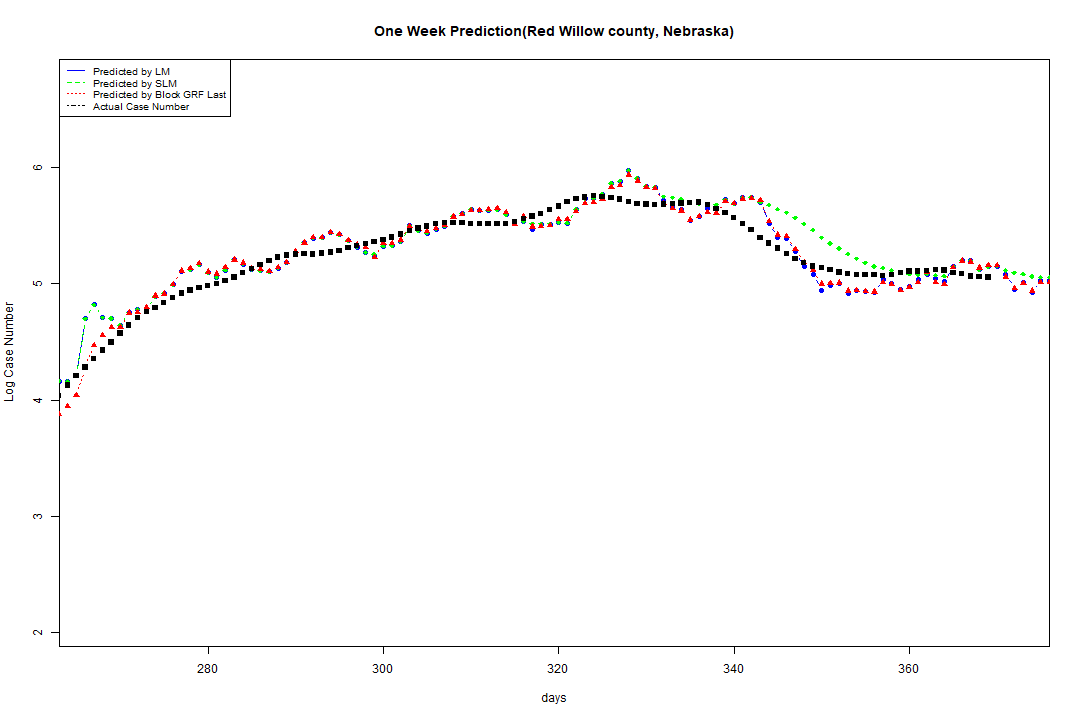 One Week Prediction(Red Willow county, Nebraska)
Predicted by LM
Predicted by SLM
Predicted by Block GRF Last
Actual Case Number
6
5
4
3
2
Log Case Number
280 300 320 340 360
days